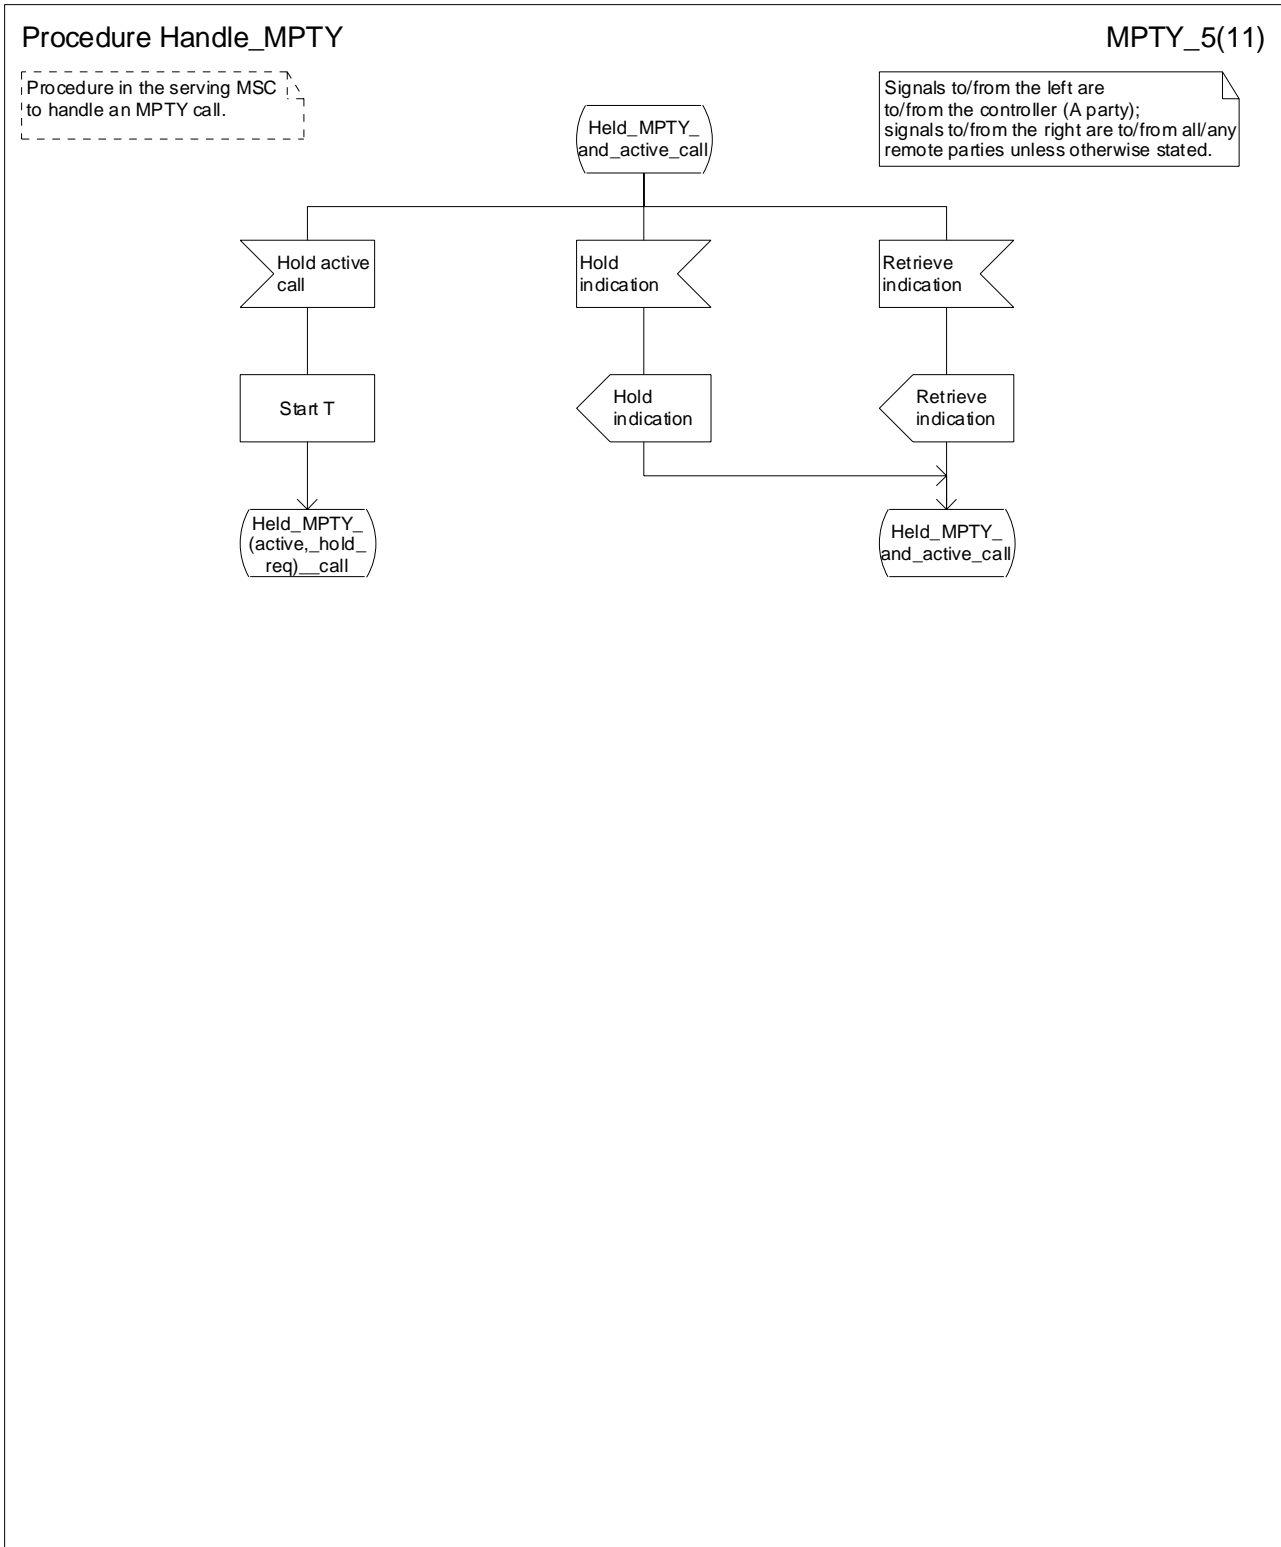 Procedure Handle_MPTY
MPTY_5(11)
Procedure in the serving MSC
to handle an MPTY call.
Signals to/from the left are
to/from the controller (A party);
signals to/from the right are to/from all/any
remote parties unless otherwise stated.
Held_MPTY_
and_active_call
Hold active
call
Hold
indication
Retrieve
indication
Start T
Hold
indication
Retrieve
indication
Held_MPTY_
(active,_hold_
req)__call
Held_MPTY_
and_active_call